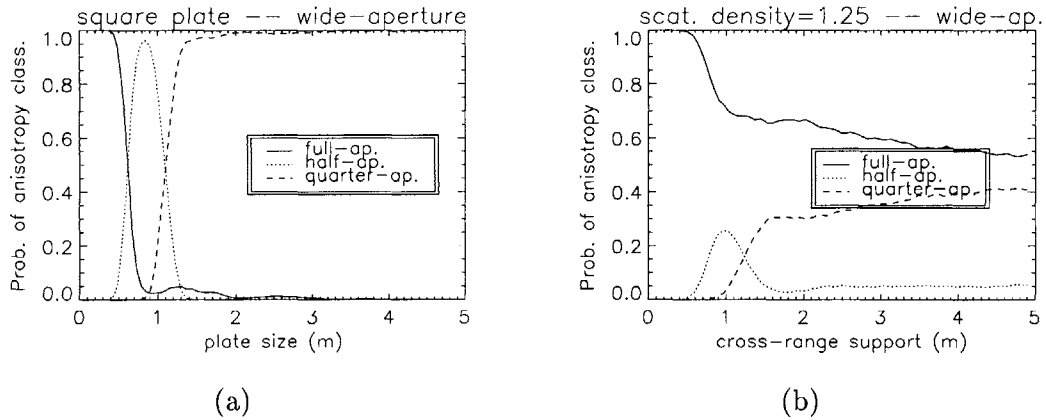 square plate -- wide-aperture
Prob. of anisotropy class.
1.0
0.8
0.6
0.4
0.2
0.0
full-ap.
half-ap.
quarter-ap.
0 1 2 3 4 5
plate size (m)
(a)
scat. density=1.25 -- wide-ap.
Prob. of anisotropy class.
1.0
0.8
0.6
0.4
0.2
0.0
full-ap.
half-ap.
quarter-ap.
0 1 2 3 4 5
cross-range support (m)
(b)